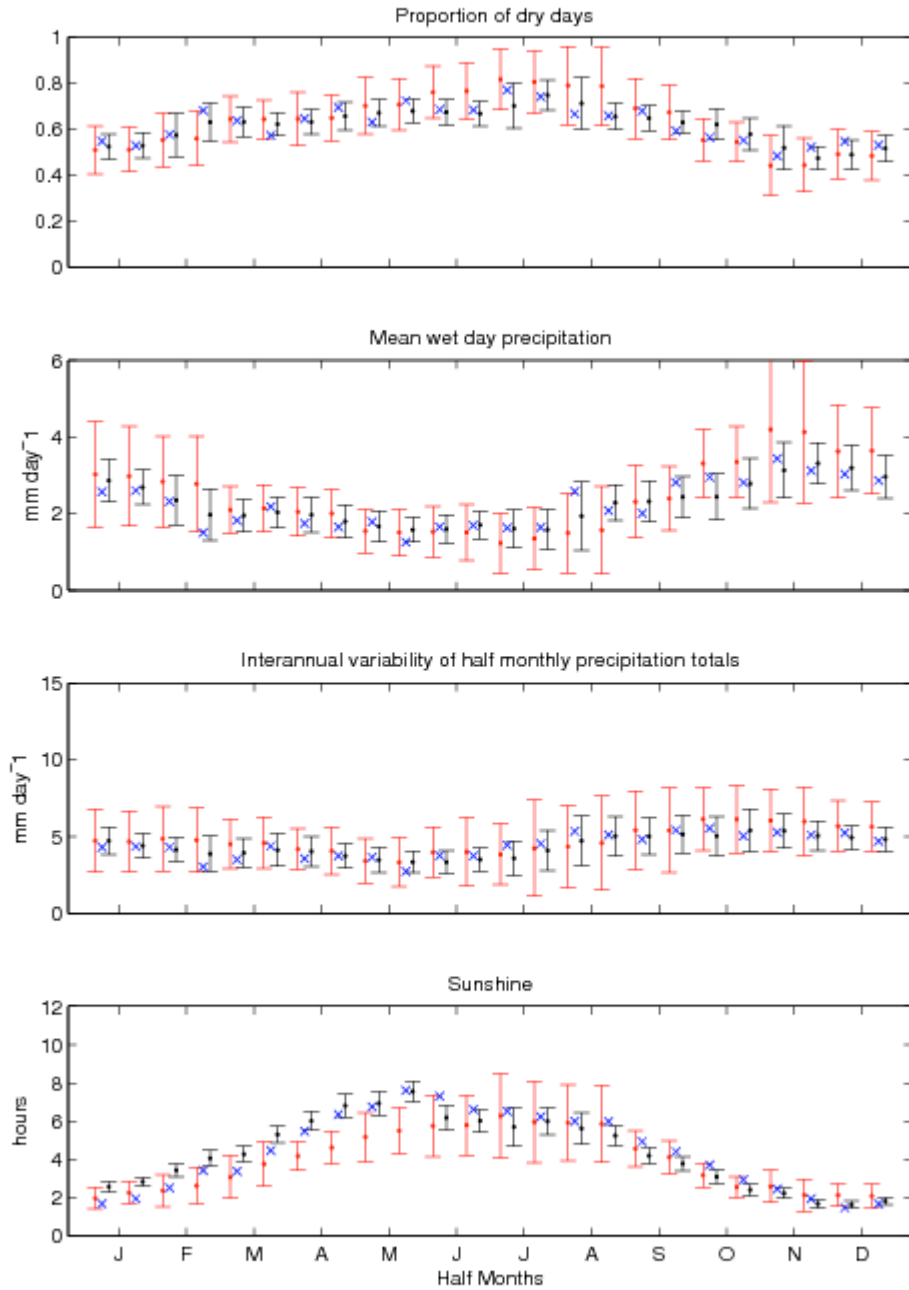 Proportion of dry days
1
0.8
0.6
0.4
0.2
0
Mean wet day precipitation
6
4
2
0
mm day⁻1
Interannual variability of half monthly precipitation totals
15
10
5
0
mm day⁻1
Sunshine
12
10
8
6
4
2
0
hours
J F M A M J J A S O N D
Half Months